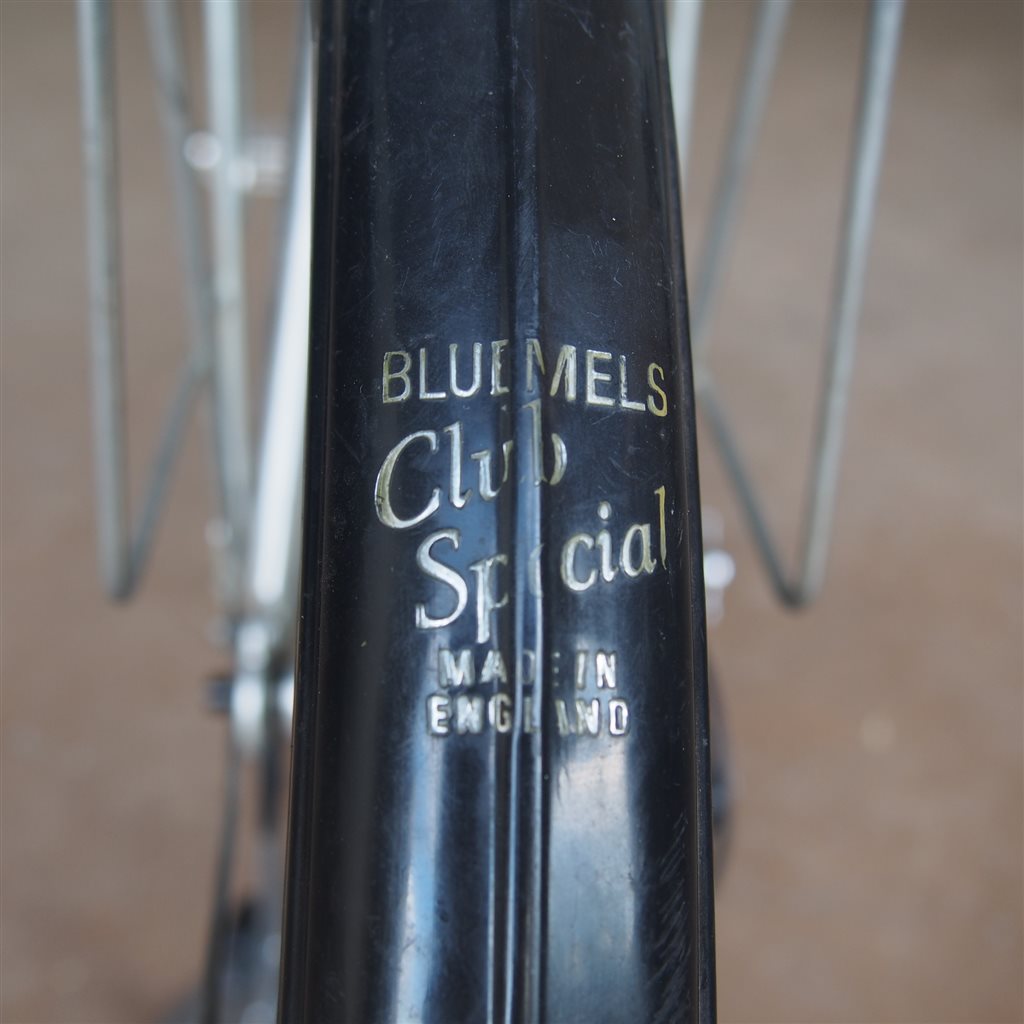 BLUEMELS
Club
Special
MADE IN
ENGLAND